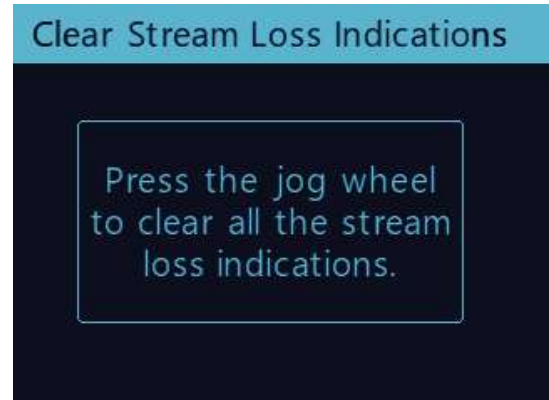 Clear Stream Loss Indications
Press the jog wheel
to clear all the stream
loss indications.